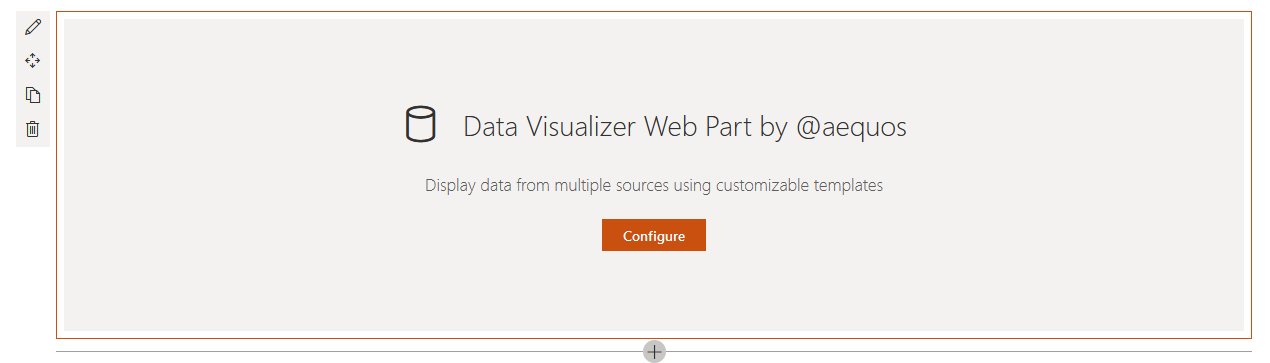 Data Visualizer Web Part by @aequos
Display data from multiple sources using customizable templates
Configure